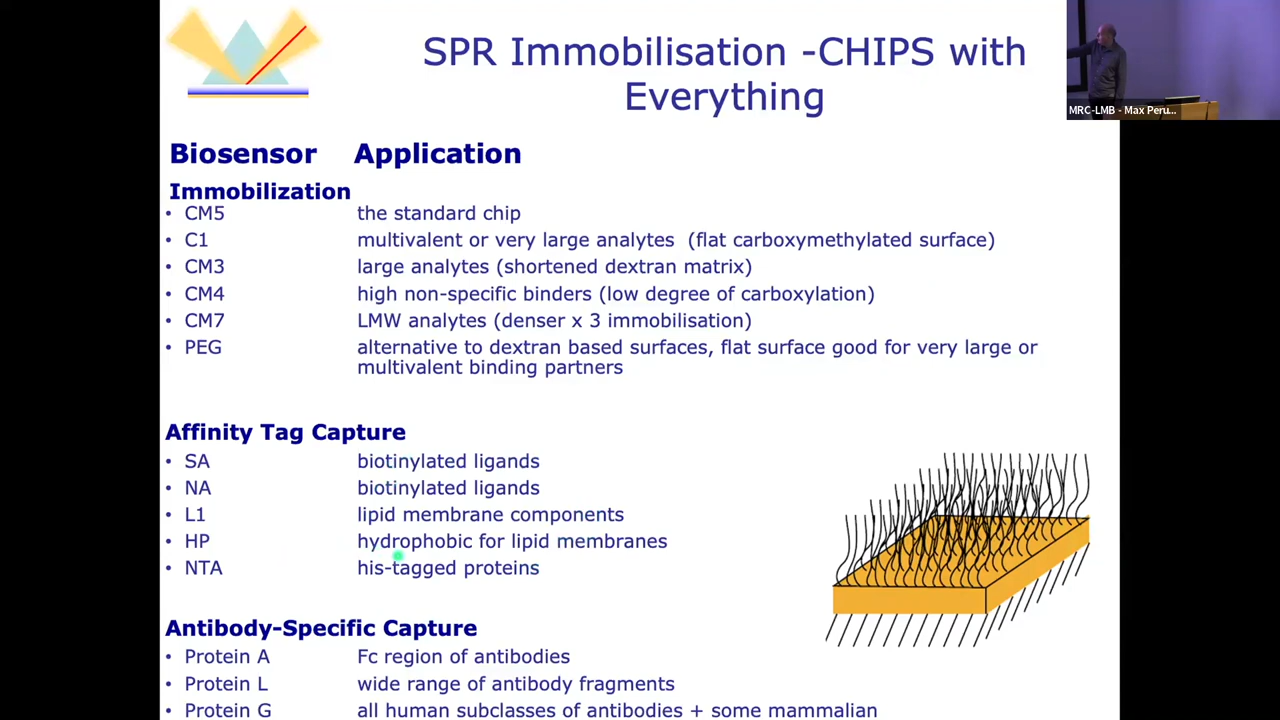 SPR Immobilisation -CHIPS with
Everything
MRC-LMB - Max Peru...
Biosensor Application
Immobilization
• CM5 the standard chip
• C1 multivalent or very large analytes (flat carboxymethylated surface)
• CM3 large analytes (shortened dextran matrix)
• CM4 high non-specific binders (low degree of carboxylation)
• CM7 LMW analytes (denser x 3 immobilisation)
• PEG alternative to dextran based surfaces, flat surface good for very large or
multivalent binding partners
Affinity Tag Capture
• SA biotinylated ligands
• NA biotinylated ligands
• L1 lipid membrane components
• HP hydrophobic for lipid membranes
• NTA his-tagged proteins
Antibody-Specific Capture
• Protein A Fc region of antibodies
• Protein L wide range of antibody fragments
• Protein G all human subclasses of antibodies + some mammalian